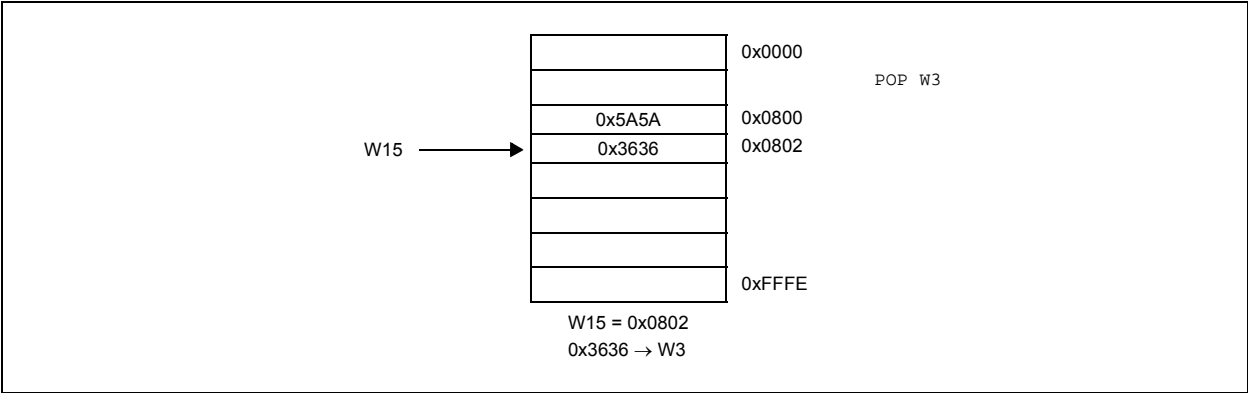 0x0000
POP W3
0x5A5A 0x0800
W15 0x3636 0x0802
0xFFFE
W15 = 0x0802
0x3636 → W3